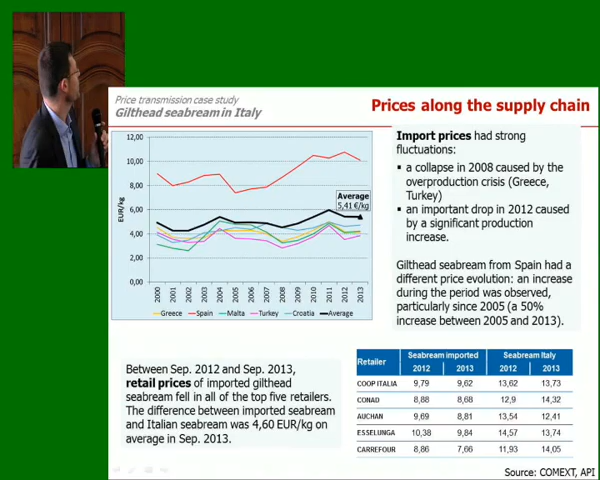 Price transmission case study
Gilthead seabream in Italy
Prices along the supply chain
12,00
10,00
8,00
6,00
4,00
2,00
0,00
EUR/kg
Average
5,41 €/kg
2000 2001 2002 2003 2004 2005 2006 2007 2008 2009 2010 2011 2012 2013
Greece Spain Malta Turkey Croatia Average
Import prices had strong
fluctuations:
▪ a collapse in 2008 caused by the
overproduction crisis (Greece,
Turkey)
▪ an important drop in 2012 caused
by a significant production
increase.
Gilthead seabream from Spain had a
different price evolution: an increase
during the period was observed,
particularly since 2005 (a 50%
increase between 2005 and 2013).
Between Sep. 2012 and Sep. 2013,
retail prices of imported gilthead
seabream fell in all of the top five retailers.
The difference between imported seabream
and Italian seabream was 4,60 EUR/kg on
average in Sep. 2013.
Retailer Seabream imported Seabream Italy
2012 2013 2012 2013
COOP ITALIA 9,79 9,62 13,62 13,73
CONAD 8,88 8,68 12,9 14,32
AUCHAN 9,69 8,81 13,54 12,41
ESSELUNGA 10,38 9,84 14,57 13,74
CARREFOUR 8,86 7,66 11,93 14,05
Source: COMEXT, API